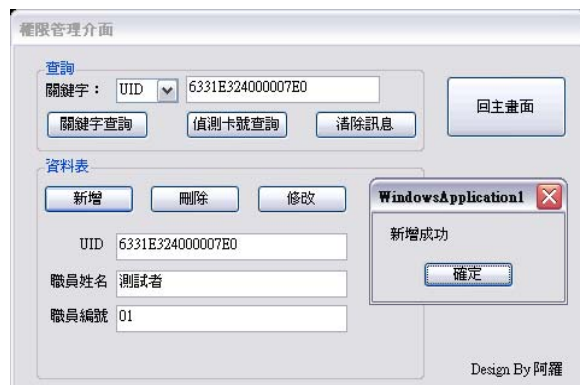 權限管理介面
查詢
關鍵字： UID 6331E324000007E0
關鍵字查詢 偵測卡號查詢 清除訊息
回主畫面
資料表
新增 刪除 修改
UID 6331E324000007E0
職員姓名 測試者
職員編號 01
WindowsApplication1
新增成功
確定
Design By 阿羅